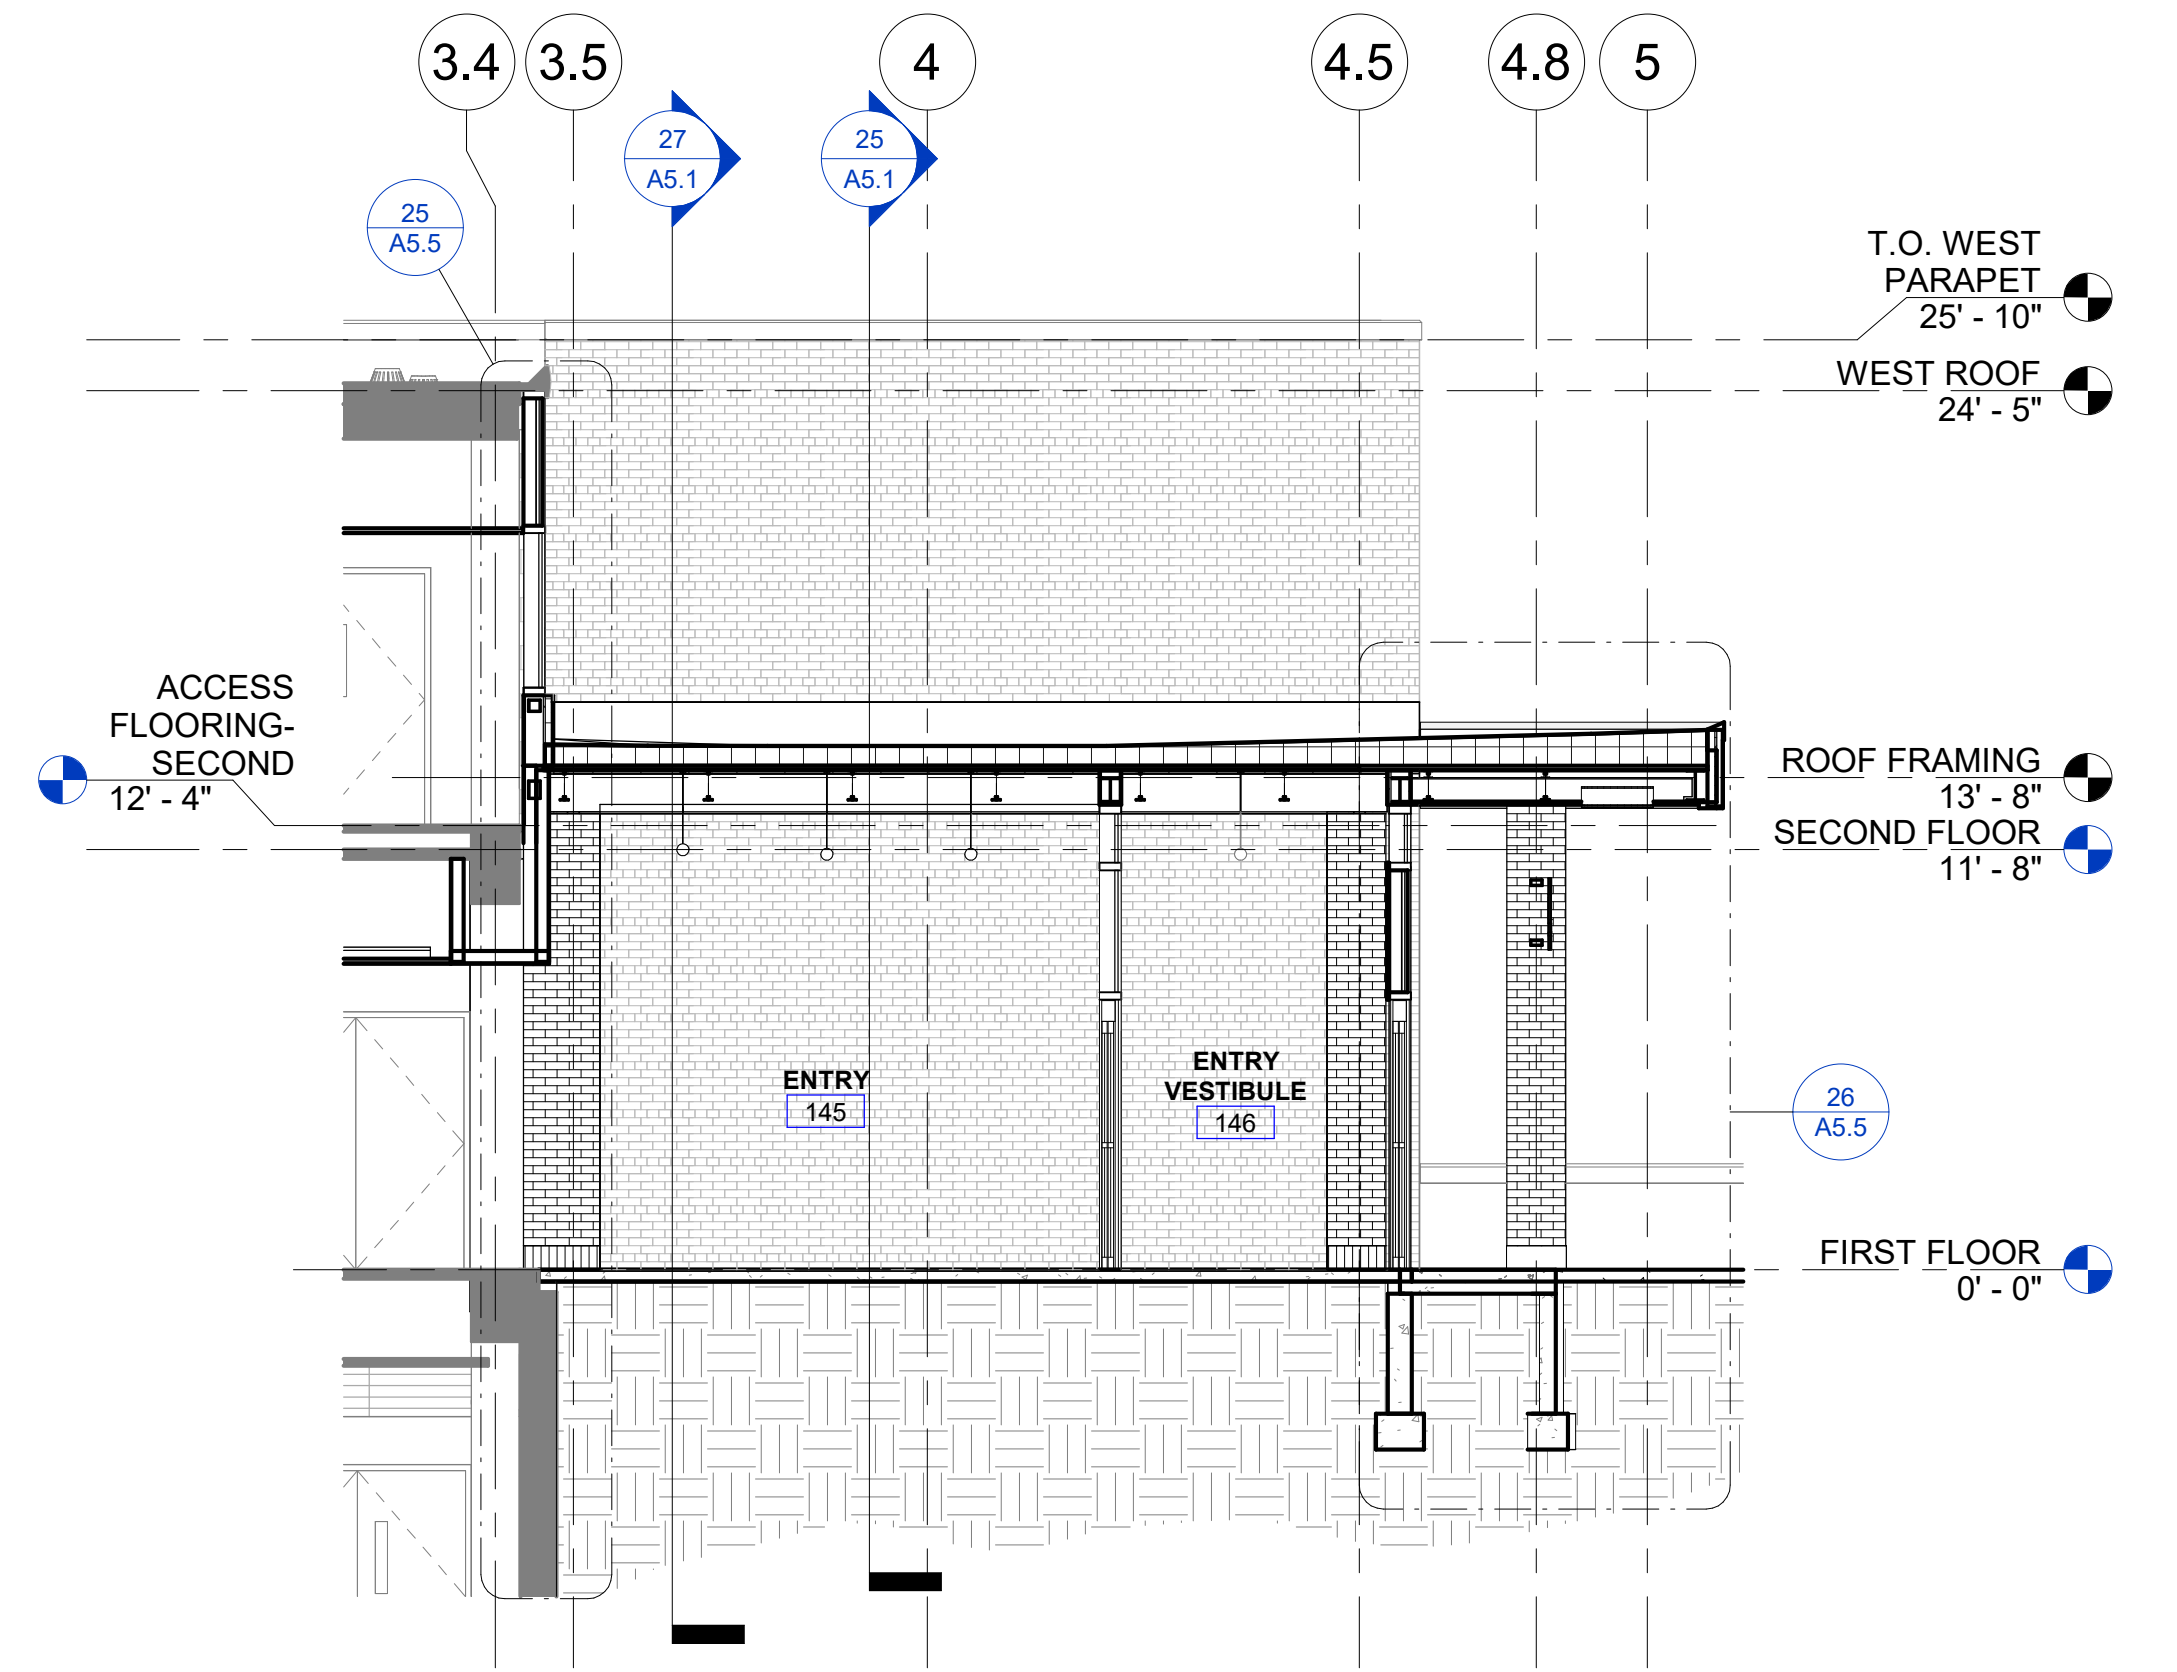 3.4
3.5
4
4.5
4.8
5
27
A5.1
25
A5.1
25
A5.5
T.O. WEST
PARAPET
25' - 10"
WEST ROOF
24' - 5"
ACCESS
FLOORING-
SECOND
12' - 4"
ROOF FRAMING
13' - 8"
SECOND FLOOR
11' - 8"
ENTRY
145
ENTRY
VESTIBULE
146
26
A5.5
FIRST FLOOR
0' - 0"